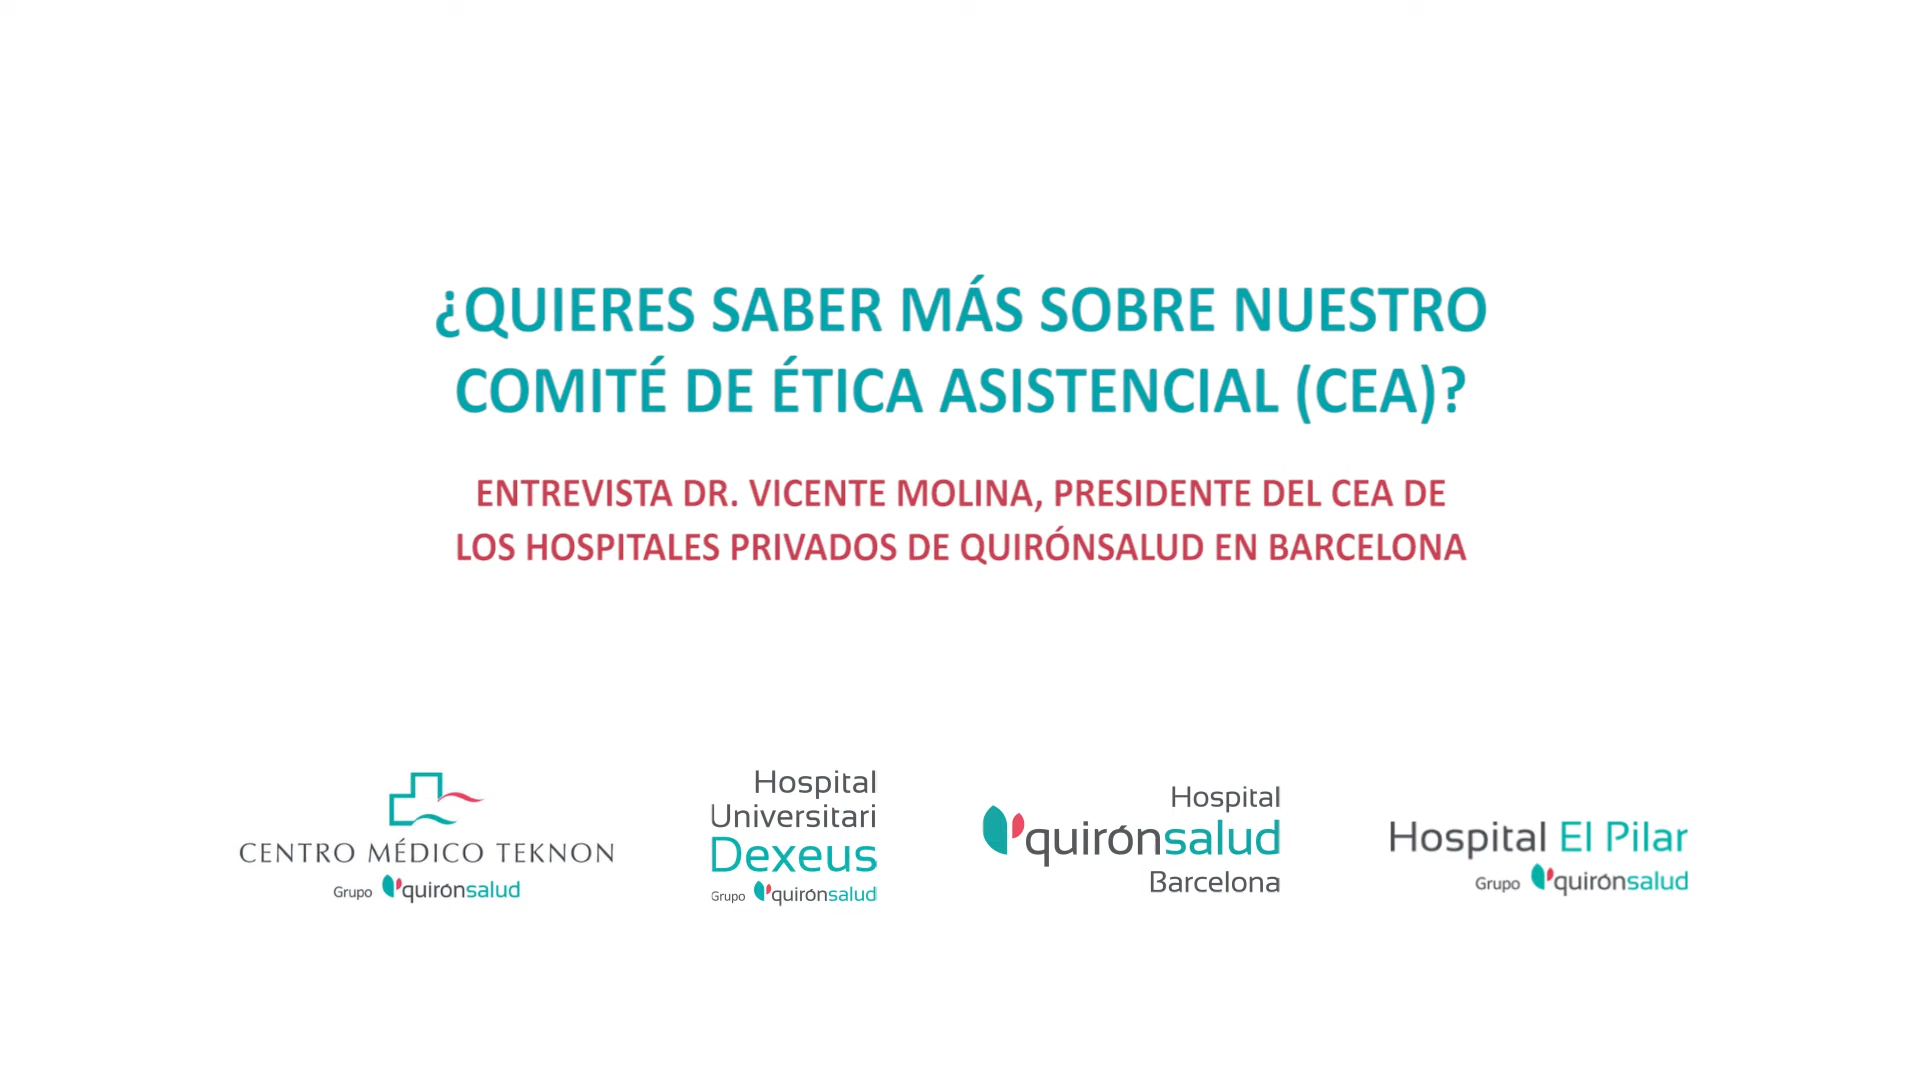 ¿QUIERES SABER MÁS SOBRE NUESTRO
COMITÉ DE ÉTICA ASISTENCIAL (CEA)?
ENTREVISTA DR. VICENTE MOLINA, PRESIDENTE DEL CEA DE
LOS HOSPITALES PRIVADOS DE QUIRÓNSALUD EN BARCELONA
CENTRO MÉDICO TEKNON
Grupo quirónsalud
Hospital
Universitari
Dexeus
Grupo quirónsalud
Hospital
quirónsalud
Barcelona
Hospital El Pilar
Grupo quirónsalud